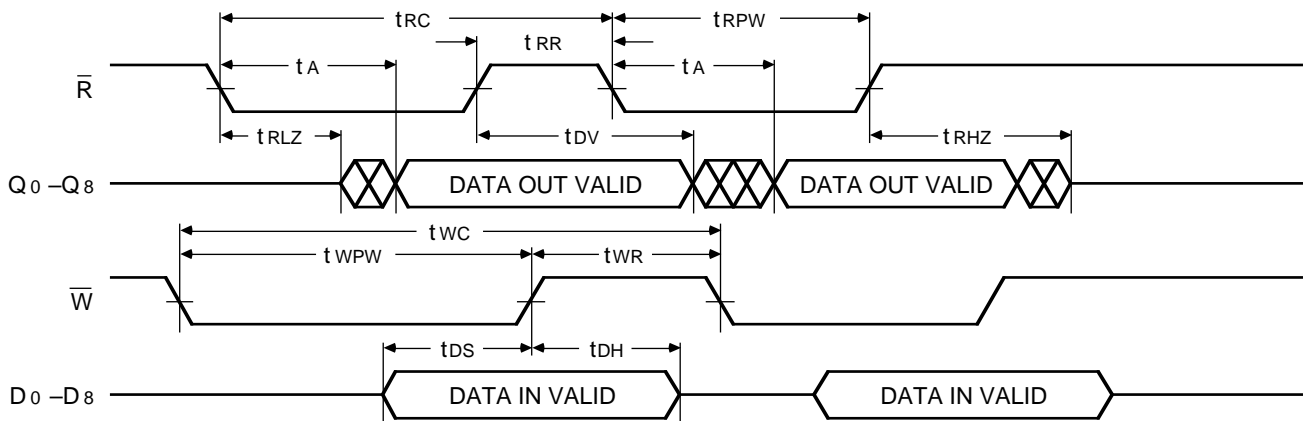 tRC tRPW
tRR
tA tA
R̅
tRLZ tDV tRHZ
Q0–Q8 DATA OUT VALID DATA OUT VALID
tWC
tWPW tWR
W̅
tDS tDH
D0–D8 DATA IN VALID DATA IN VALID